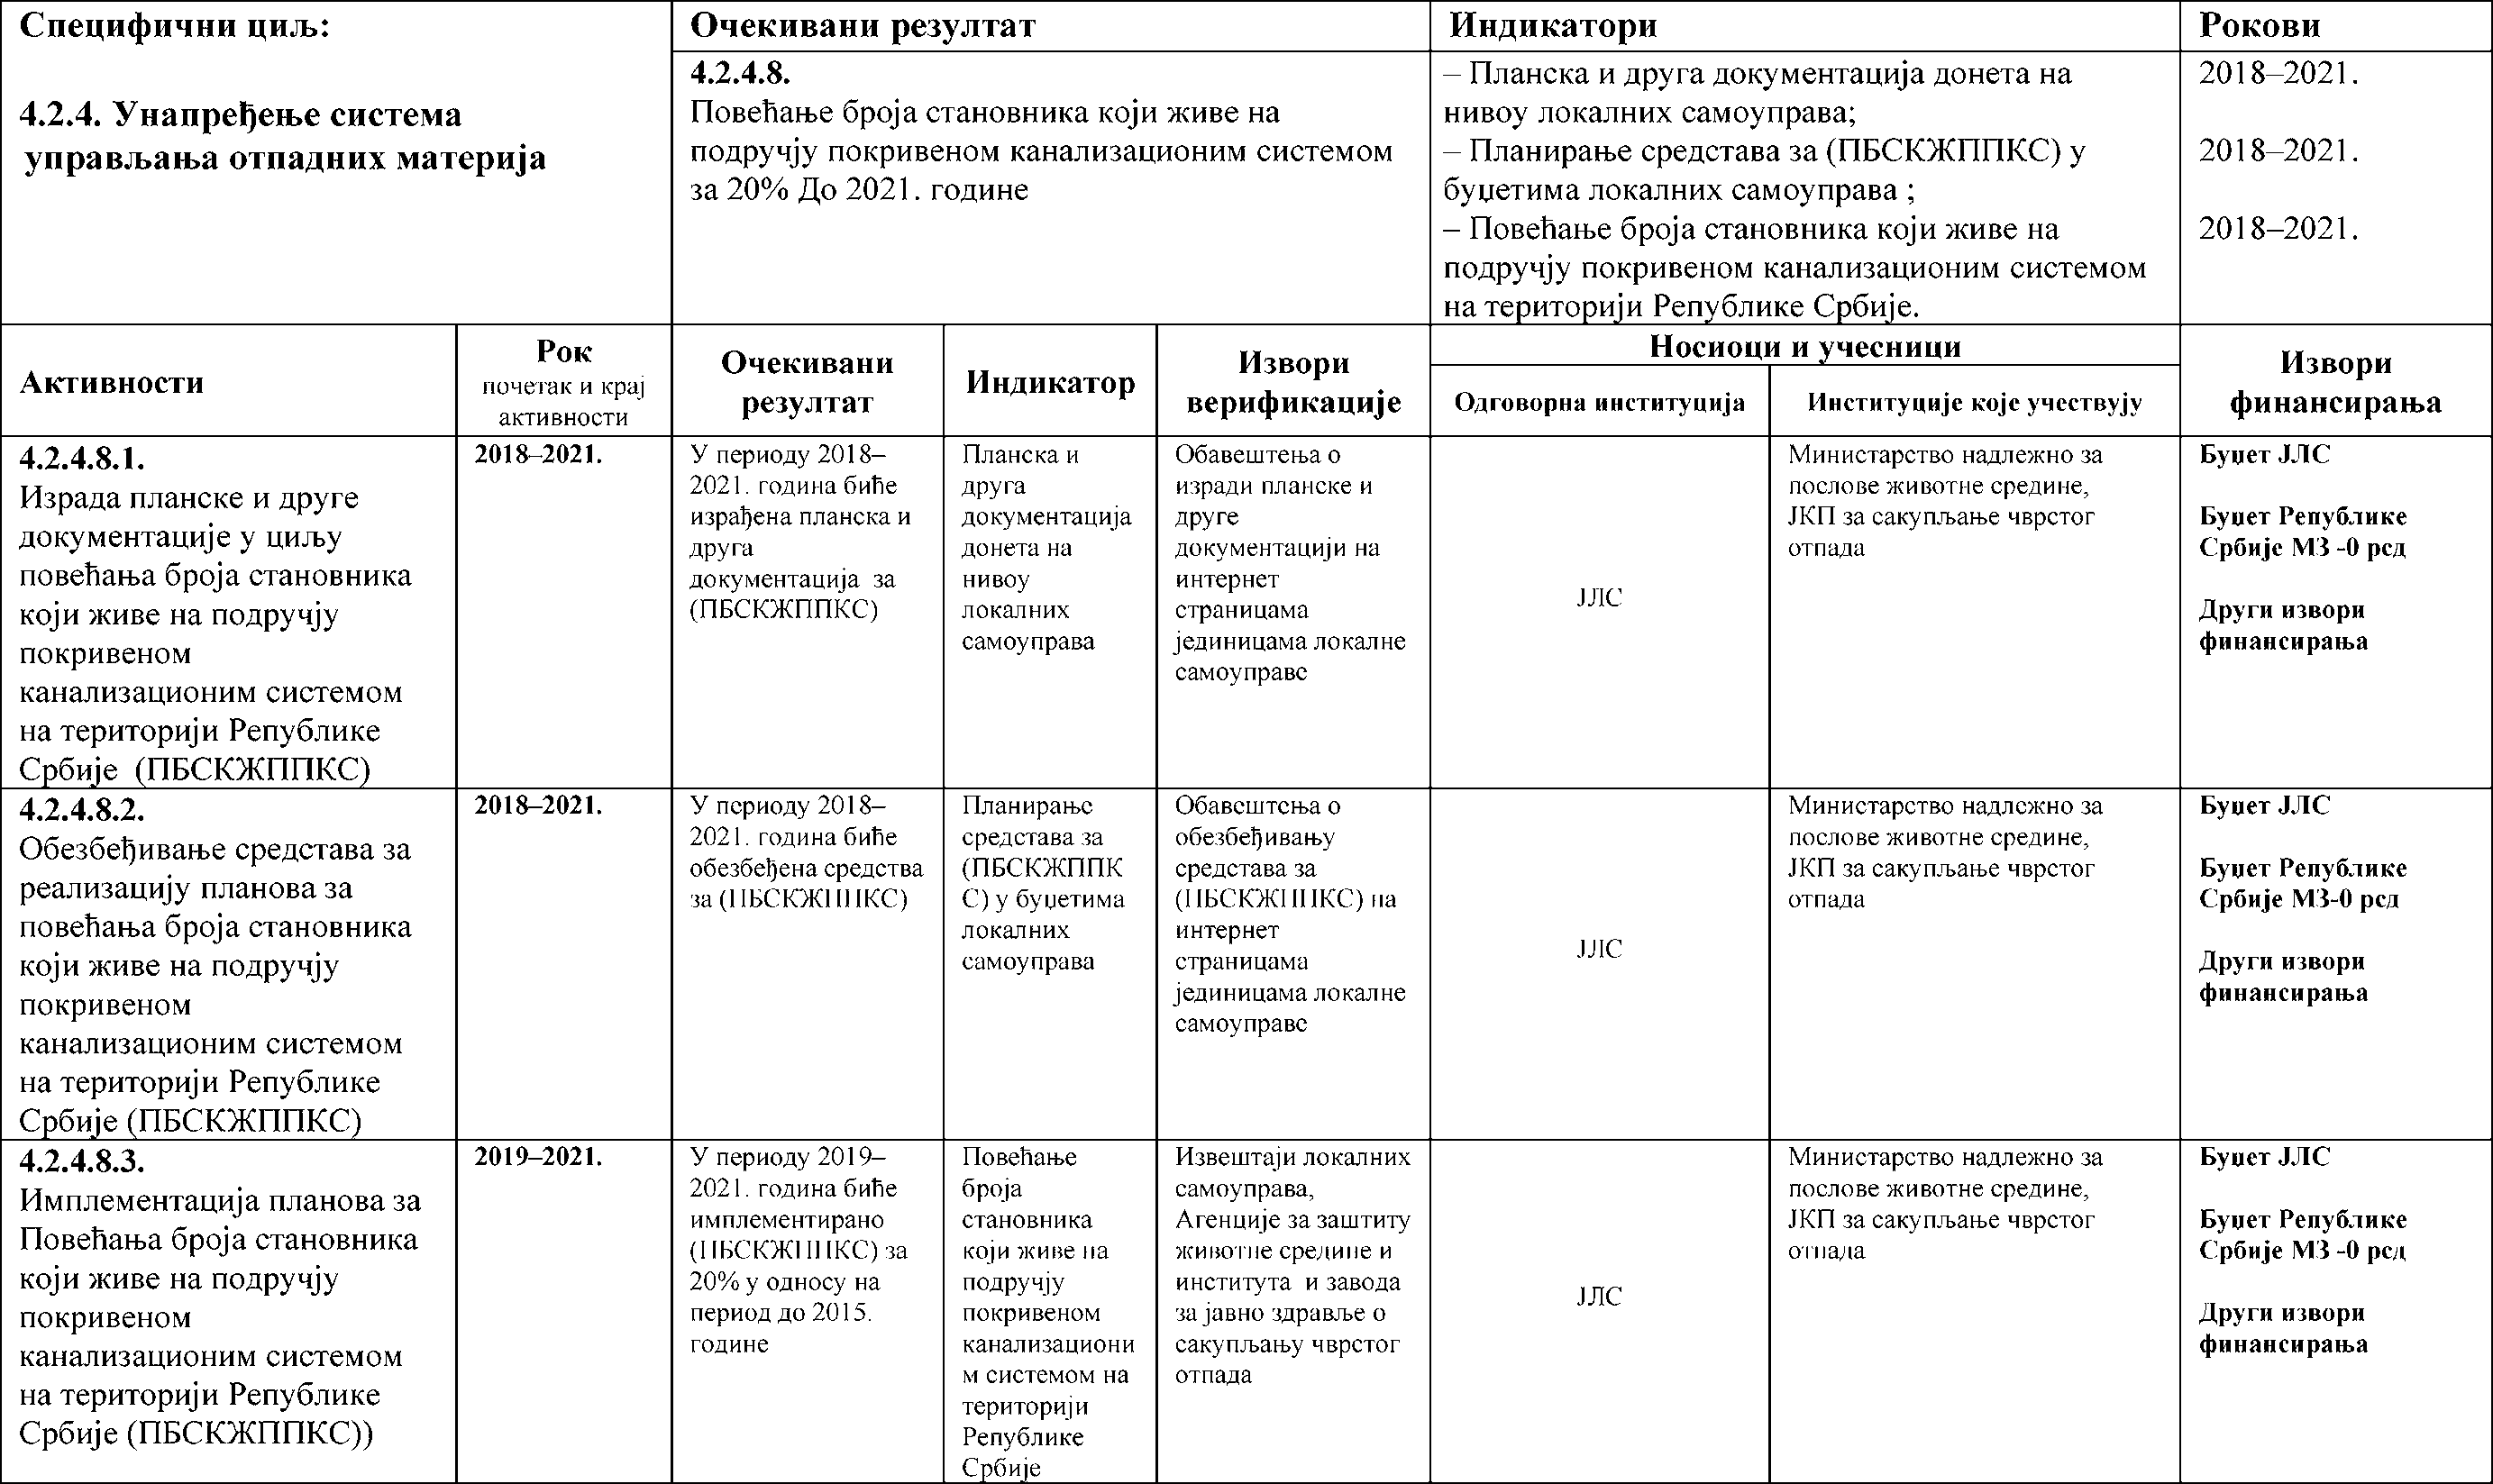 Специфични циљ:
4.2.4. Унапређење система
управљања отпадних материја
Очекивани резултат
4.2.4.8.
Повећање броја становника који живе на
подручју покривеном канализационим системом
за 20% До 2021. године
Индикатори
– Планска и друга документација донета на
нивоу локалних самоуправа;
– Планирање средстава за (ПБСКЖППКС) у
буџетима локалних самоуправа ;
– Повећање броја становника који живе на
подручју покривеном канализационим системом
на територији Републике Србије.
Рокови
2018–2021.
2018–2021.
2018–2021.
Активности
Рок
почетак и крај
активности
Очекивани
резултат
Индикатор
Извори
верификације
Носиоци и учесници
Одговорна институција
Институције које учествују
Извори
финансирања
4.2.4.8.1.
Израда планске и друге
документације у циљу
повећања броја становника
који живе на подручју
покривеном
канализационим системом
на територији Републике
Србије  (ПБСКЖППКС)
2018–2021.
У периоду 2018–
2021. година биће
израђена планска и
друга
документација  за
(ПБСКЖППКС)
Планска и
друга
документација
донета на
нивоу
локалних
самоуправа
Обавештења о
изради планске и
друге
документацији на
интернет
страницама
јединицама локалне
самоуправе
ЈЛС
Министарство надлежно за
послове животне средине,
ЈКП за сакупљање чврстог
отпада
Буџет ЈЛС
Буџет Републике
Србије МЗ -0 рсд
Други извори
финансирања
4.2.4.8.2.
Обезбеђивање средстава за
реализацију планова за
повећања броја становника
који живе на подручју
покривеном
канализационим системом
на територији Републике
Србије (ПБСКЖППКС)
2018–2021.
У периоду 2018–
2021. година биће
обезбеђена средства
за (ПБСКЖППКС)
Планирање
средстава за
(ПБСКЖППК
С) у буџетима
локалних
самоуправа
Обавештења о
обезбеђивању
средстава за
(ПБСКЖППКС) на
интернет
страницама
јединицама локалне
самоуправе
ЈЛС
Министарство надлежно за
послове животне средине,
ЈКП за сакупљање чврстог
отпада
Буџет ЈЛС
Буџет Републике
Србије МЗ-0 рсд
Други извори
финансирања
4.2.4.8.3.
Имплементација планова за
Повећања броја становника
који живе на подручју
покривеном
канализационим системом
на територији Републике
Србије (ПБСКЖППКС))
2019–2021.
У периоду 2019–
2021. година биће
имплементирано
(ПБСКЖППКС) за
20% у односу на
период до 2015.
године
Повећање
броја
становника
који живе на
подручју
покривеном
канализациони
м системом на
територији
Републике
Србије
Извештаји локалних
самоуправа,
Агенције за заштиту
животне средине и
института  и завода
за јавно здравље о
сакупљању чврстог
отпада
ЈЛС
Министарство надлежно за
послове животне средине,
ЈКП за сакупљање чврстог
отпада
Буџет ЈЛС
Буџет Републике
Србије МЗ -0 рсд
Други извори
финансирања